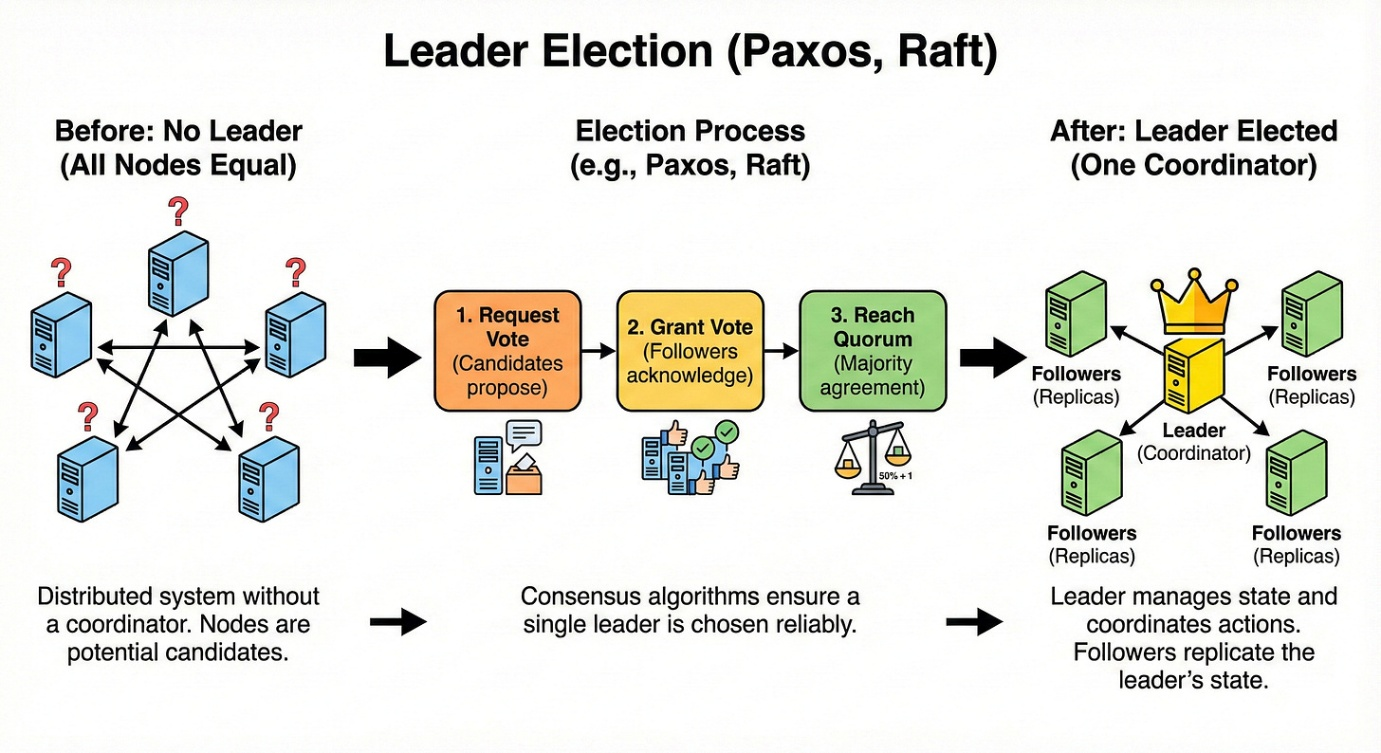 Leader Election (Paxos, Raft)
Before: No Leader
(All Nodes Equal)
?
?
?
?
?
Distributed system without
a coordinator. Nodes are
potential candidates.
Election Process
(e.g., Paxos, Raft)
1. Request
Vote
(Candidates
propose)
2. Grant Vote
(Followers
acknowledge)
3. Reach
Quorum
(Majority
agreement)
50% + 1
Consensus algorithms ensure a
single leader is chosen reliably.
After: Leader Elected
(One Coordinator)
Followers
(Replicas)
Followers
(Replicas)
Leader
(Coordinator)
Followers
(Replicas)
Followers
(Replicas)
Leader manages state and
coordinates actions.
Followers replicate the
leader's state.